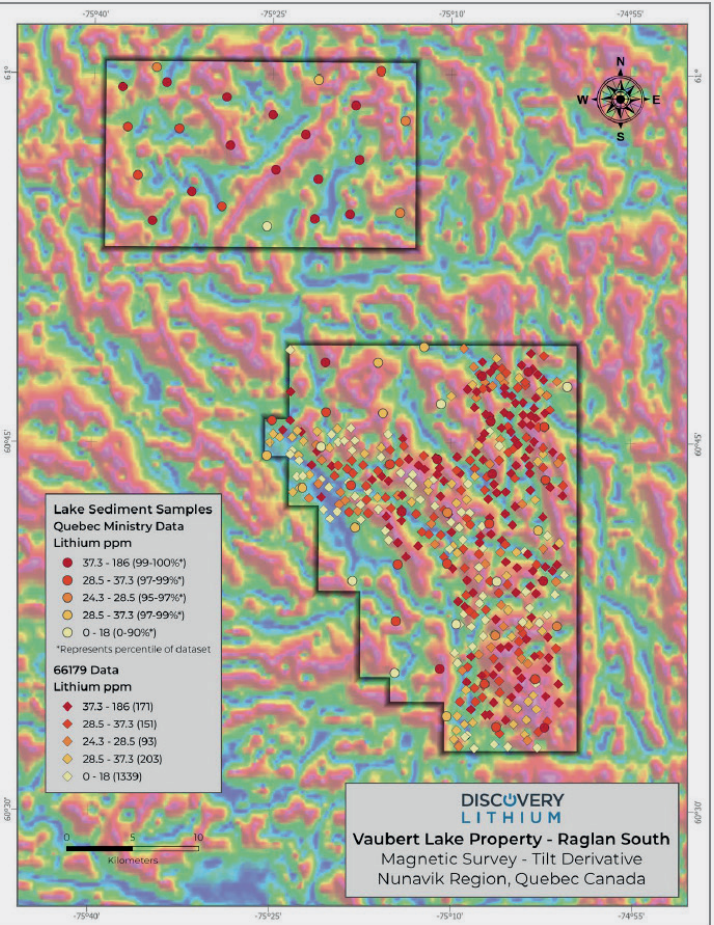 -75°40'
-75°25'
-75°10'
-74°55'
61°
61°
N
W
E
S
60°45'
60°45'
Lake Sediment Samples
Quebec Ministry Data
Lithium ppm
37.3 - 186 (99-100%*)
28.5 - 37.3 (97-99%*)
24.3 - 28.5 (95-97%*)
28.5 - 37.3 (97-99%*)
0 - 18 (0-90%*)
*Represents percentile of dataset
66179 Data
Lithium ppm
37.3 - 186 (171)
28.5 - 37.3 (151)
24.3 - 28.5 (93)
28.5 - 37.3 (203)
0 - 18 (1339)
60°30'
60°30'
0 5 10
Kilometers
DISCOVERY
LITHIUM
Vaubert Lake Property - Raglan South
Magnetic Survey - Tilt Derivative
Nunavik Region, Quebec Canada
-75°40'
-75°25'
-75°10'
-74°55'